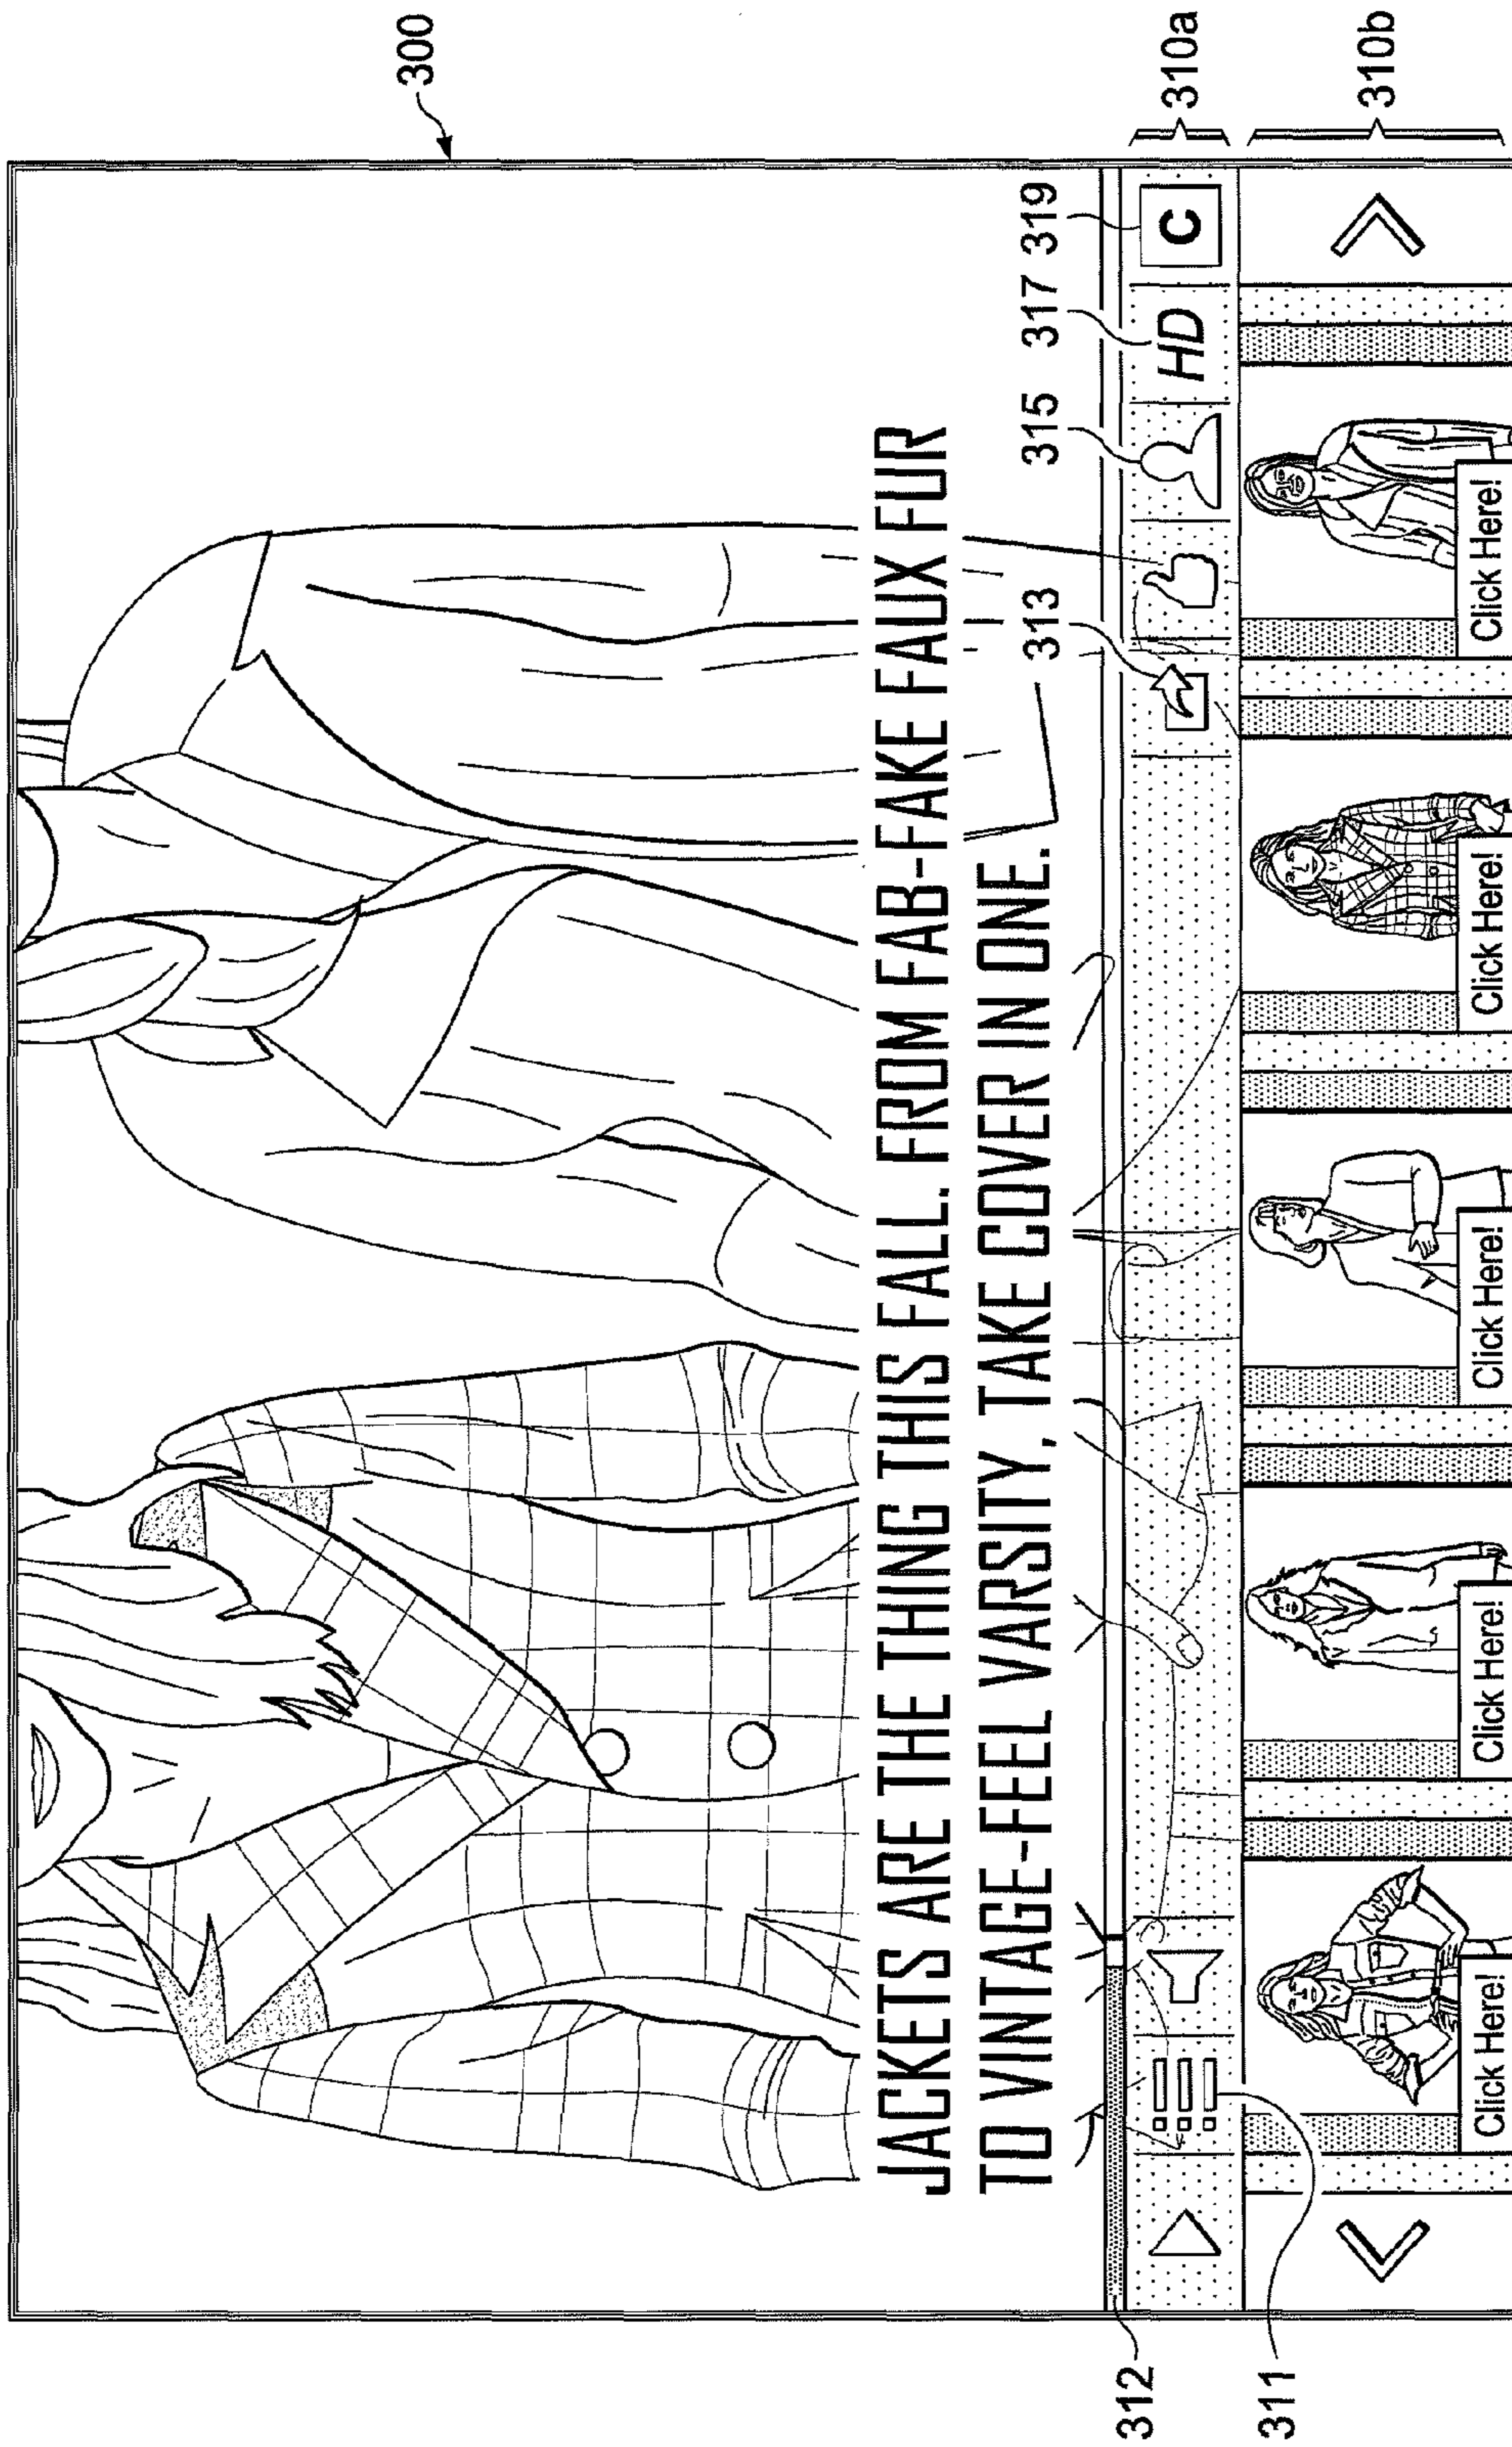 300
JACKETS ARE THE THING THIS FALL. FROM FAB-FAKE FAUX FUR
TO VINTAGE-FEEL VARSITY, TAKE COVER IN ONE.
313
315
317
319
312
HD
C
310a
311
Click Here!
Click Here!
Click Here!
Click Here!
Click Here!
310b